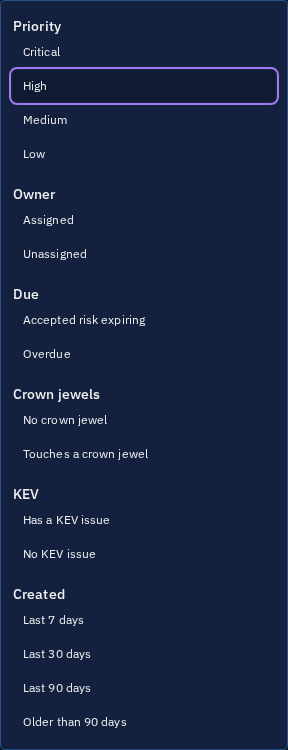 Priority
Critical
High
Medium
Low
Owner
Assigned
Unassigned
Due
Accepted risk expiring
Overdue
Crown jewels
No crown jewel
Touches a crown jewel
KEV
Has a KEV issue
No KEV issue
Created
Last 7 days
Last 30 days
Last 90 days
Older than 90 days